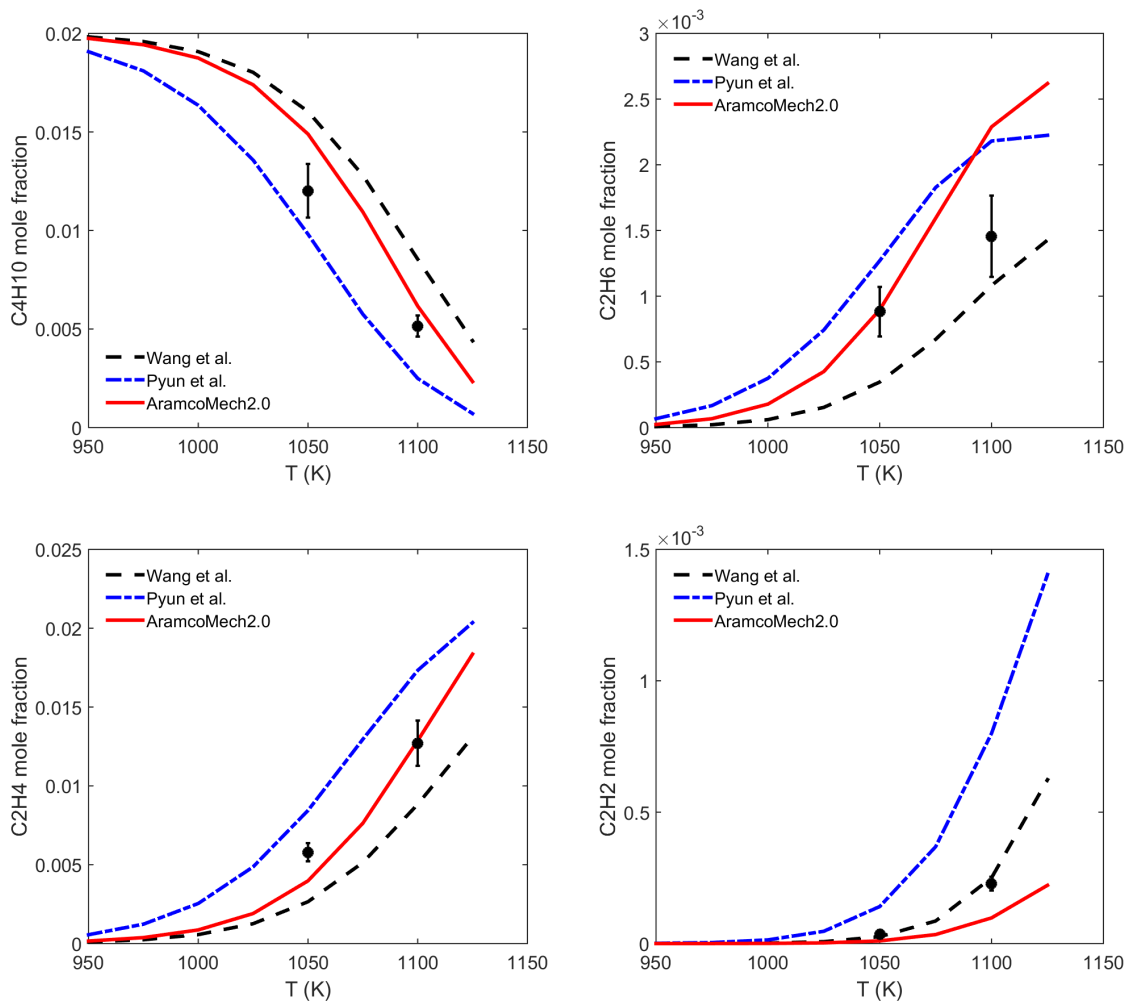 0.02
0.015
0.01
0.005
0
C4H10 mole fraction
Wang et al.
Pyun et al.
AramcoMech2.0
950
1000
1050
1100
1150
T (K)
×10⁻³
3
2.5
2
1.5
1
0.5
0
C2H6 mole fraction
Wang et al.
Pyun et al.
AramcoMech2.0
950
1000
1050
1100
1150
T (K)
0.025
0.02
0.015
0.01
0.005
0
C2H4 mole fraction
Wang et al.
Pyun et al.
AramcoMech2.0
950
1000
1050
1100
1150
T (K)
×10⁻³
1.5
1
0.5
0
C2H2 mole fraction
Wang et al.
Pyun et al.
AramcoMech2.0
950
1000
1050
1100
1150
T (K)